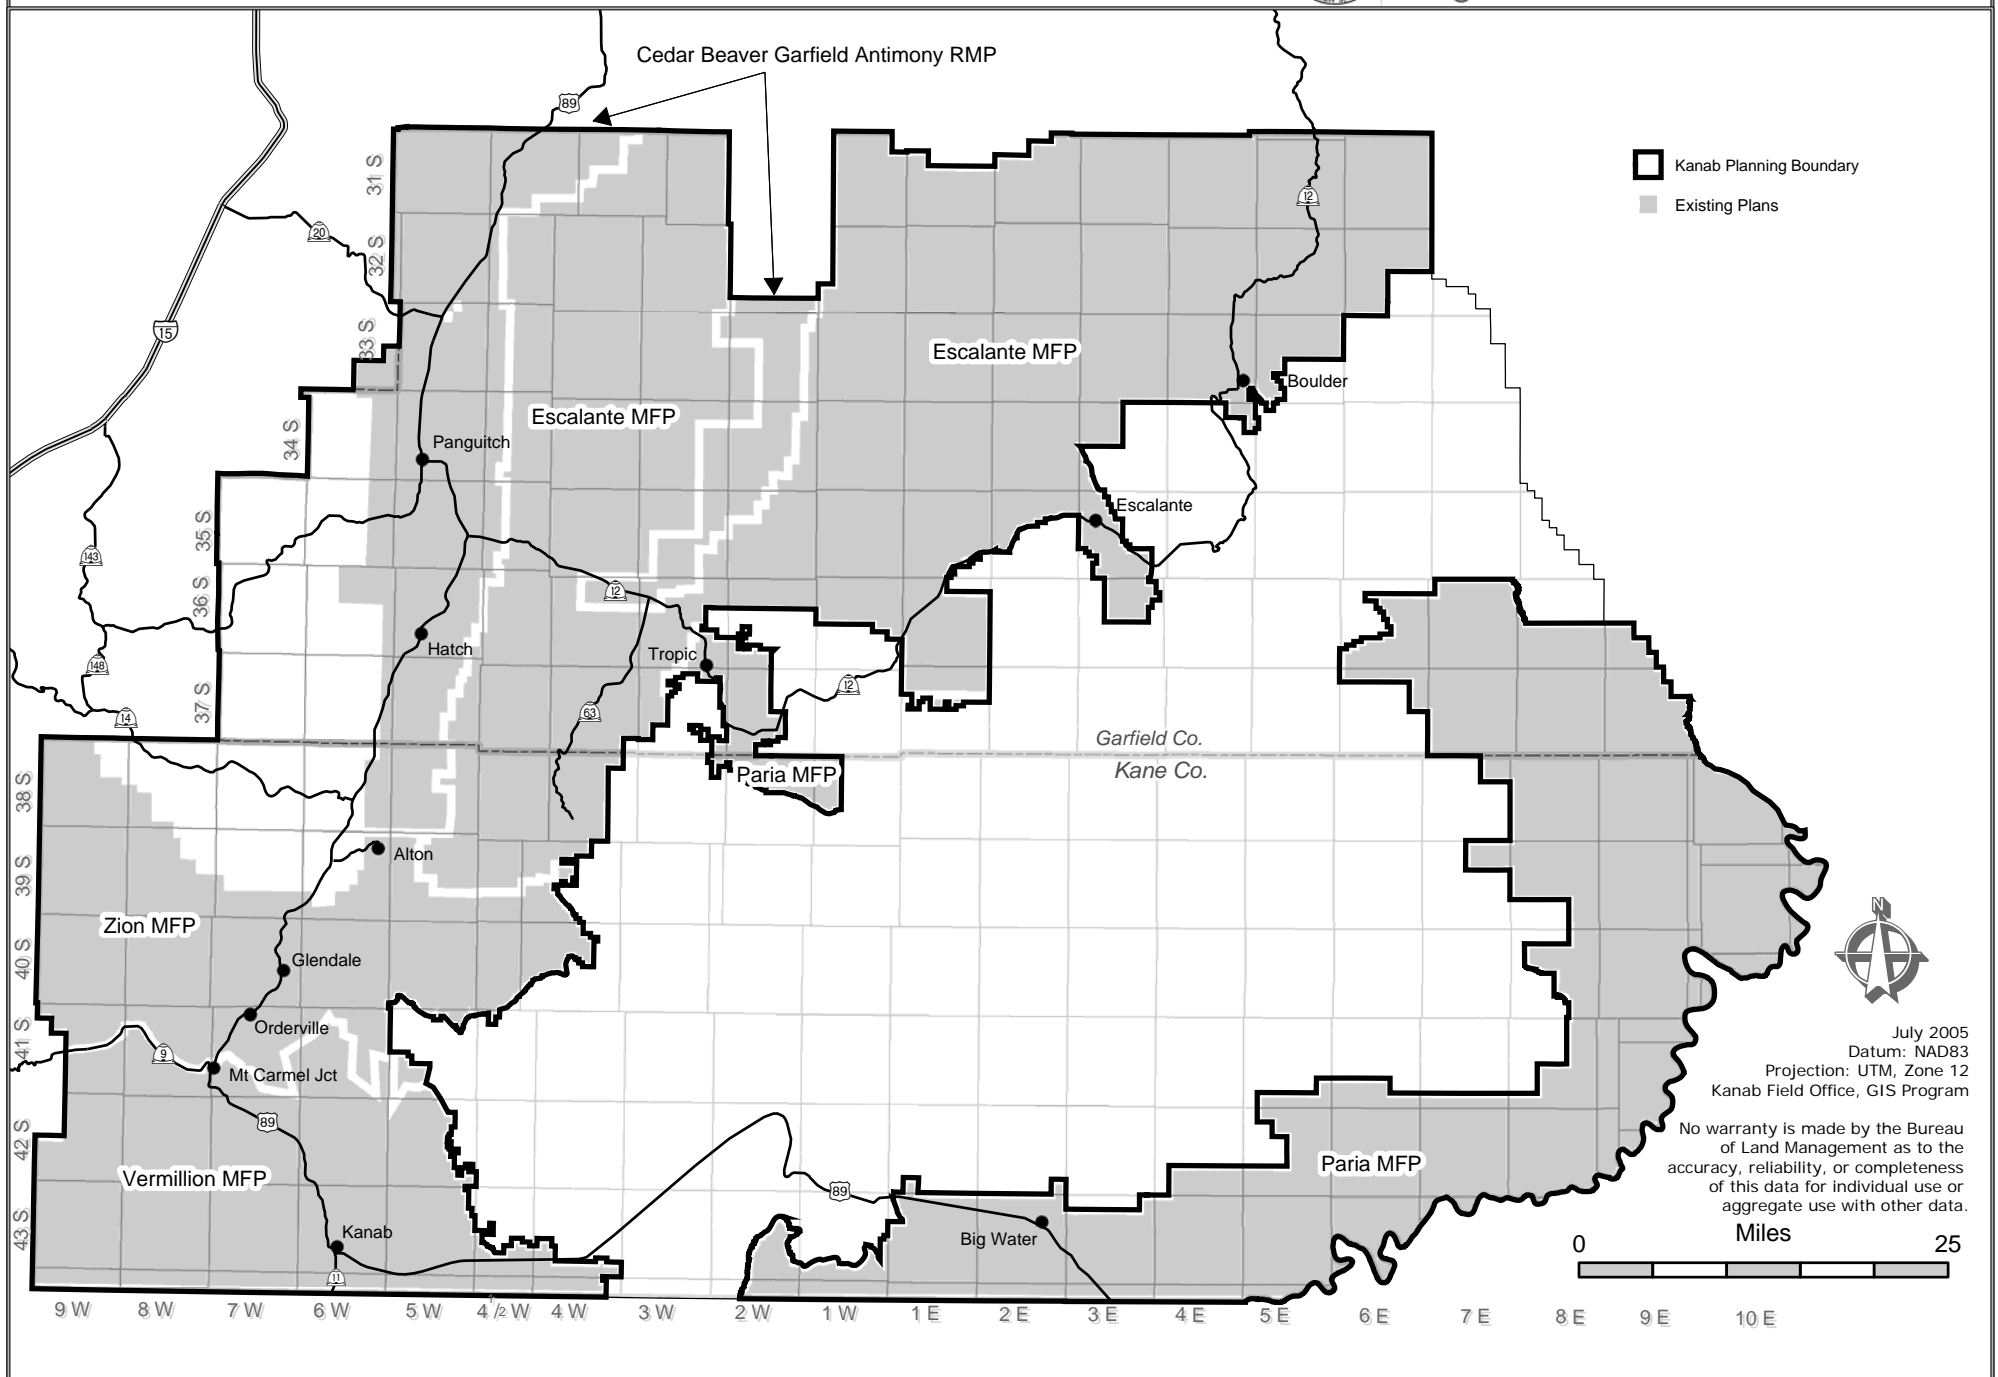 Cedar Beaver Garfield Antimony RMP
89
Kanab Planning Boundary
Existing Plans
31 S
12
20
32 S
15
33 S
Escalante MFP
Boulder
Escalante MFP
34 S
Panguitch
Escalante
35 S
143
36 S
12
Hatch
Tropic
148
12
37 S
14
63
Garfield Co.
Kane Co.
Paria MFP
38 S
Alton
39 S
Zion MFP
N
40 S
Glendale
Orderville
41 S
9
Mt Carmel Jct
July 2005
Datum: NAD83
Projection: UTM, Zone 12
Kanab Field Office, GIS Program
89
42 S
No warranty is made by the Bureau
of Land Management as to the
accuracy, reliability, or completeness
of this data for individual use or
aggregate use with other data.
Vermillion MFP
Paria MFP
89
43 S
Kanab
Big Water
Miles
0 25
11
9 W 8 W 7 W 6 W 5 W 4 1/2 W 4 W 3 W 2 W 1 W 1 E 2 E 3 E 4 E 5 E 6 E 7 E 8 E 9 E 10 E